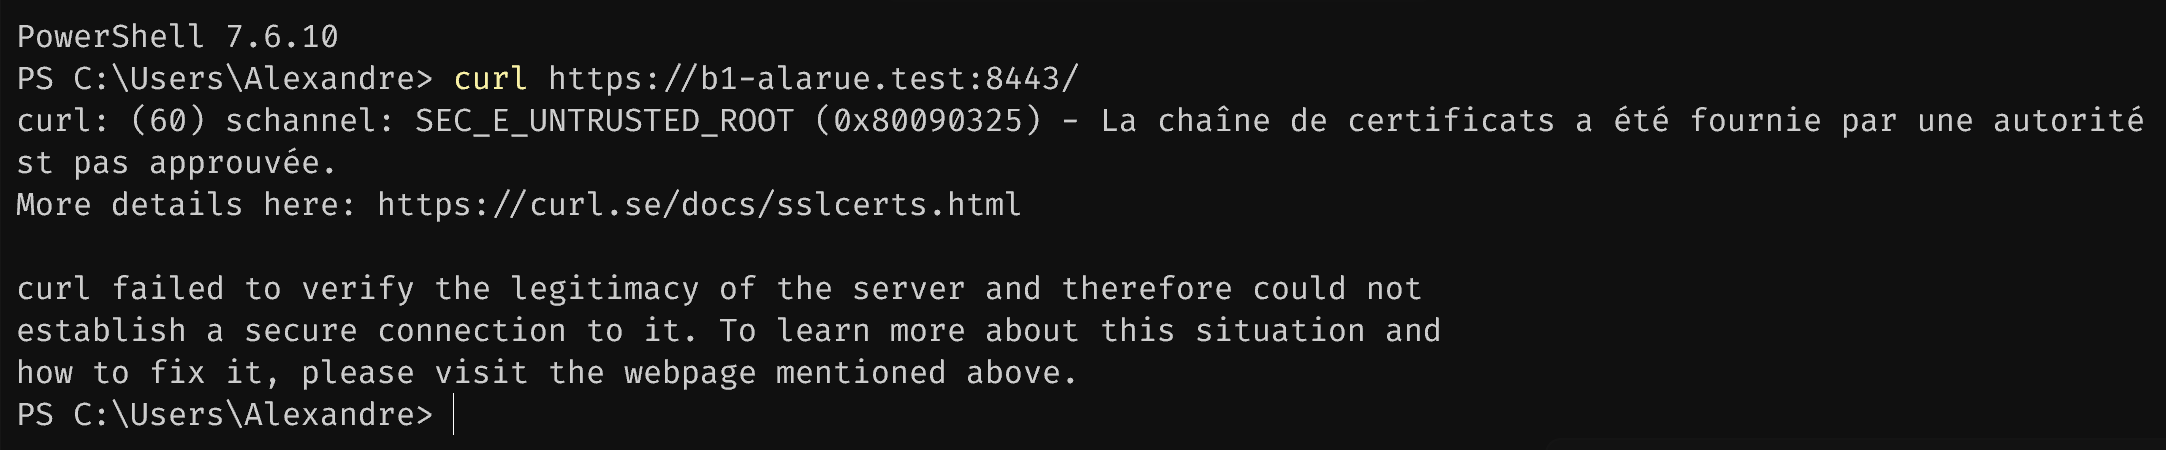 PowerShell 7.6.10
PS C:\Users\Alexandre> curl https://b1-alarue.test:8443/
curl: (60) schannel: SEC_E_UNTRUSTED_ROOT (0x80090325) - La chaîne de certificats a été fournie par une autorité
st pas approuvée.
More details here: https://curl.se/docs/sslcerts.html
curl failed to verify the legitimacy of the server and therefore could not
establish a secure connection to it. To learn more about this situation and
how to fix it, please visit the webpage mentioned above.
PS C:\Users\Alexandre>